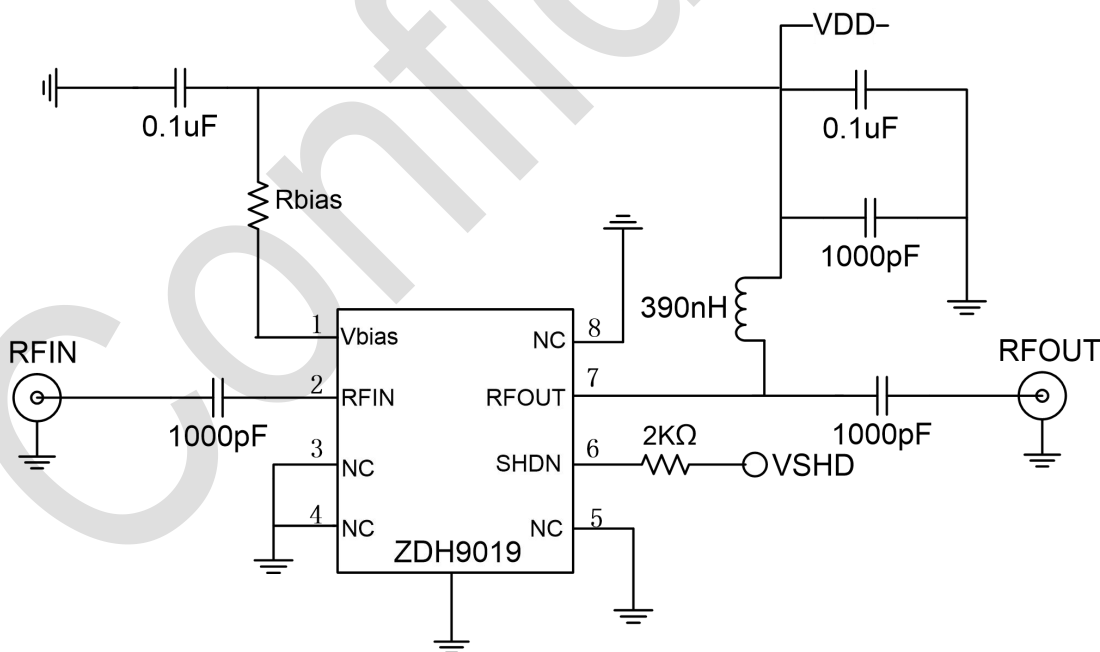 VDD
0.1uF
0.1uF
Rbias
1000pF
390nH
1
Vbias
NC
8
RFIN
RFOUT
2
RFIN
RFOUT
7
1000pF
1000pF
3
NC
SHDN
6
2KΩ
VSHD
4
NC
NC
5
ZDH9019